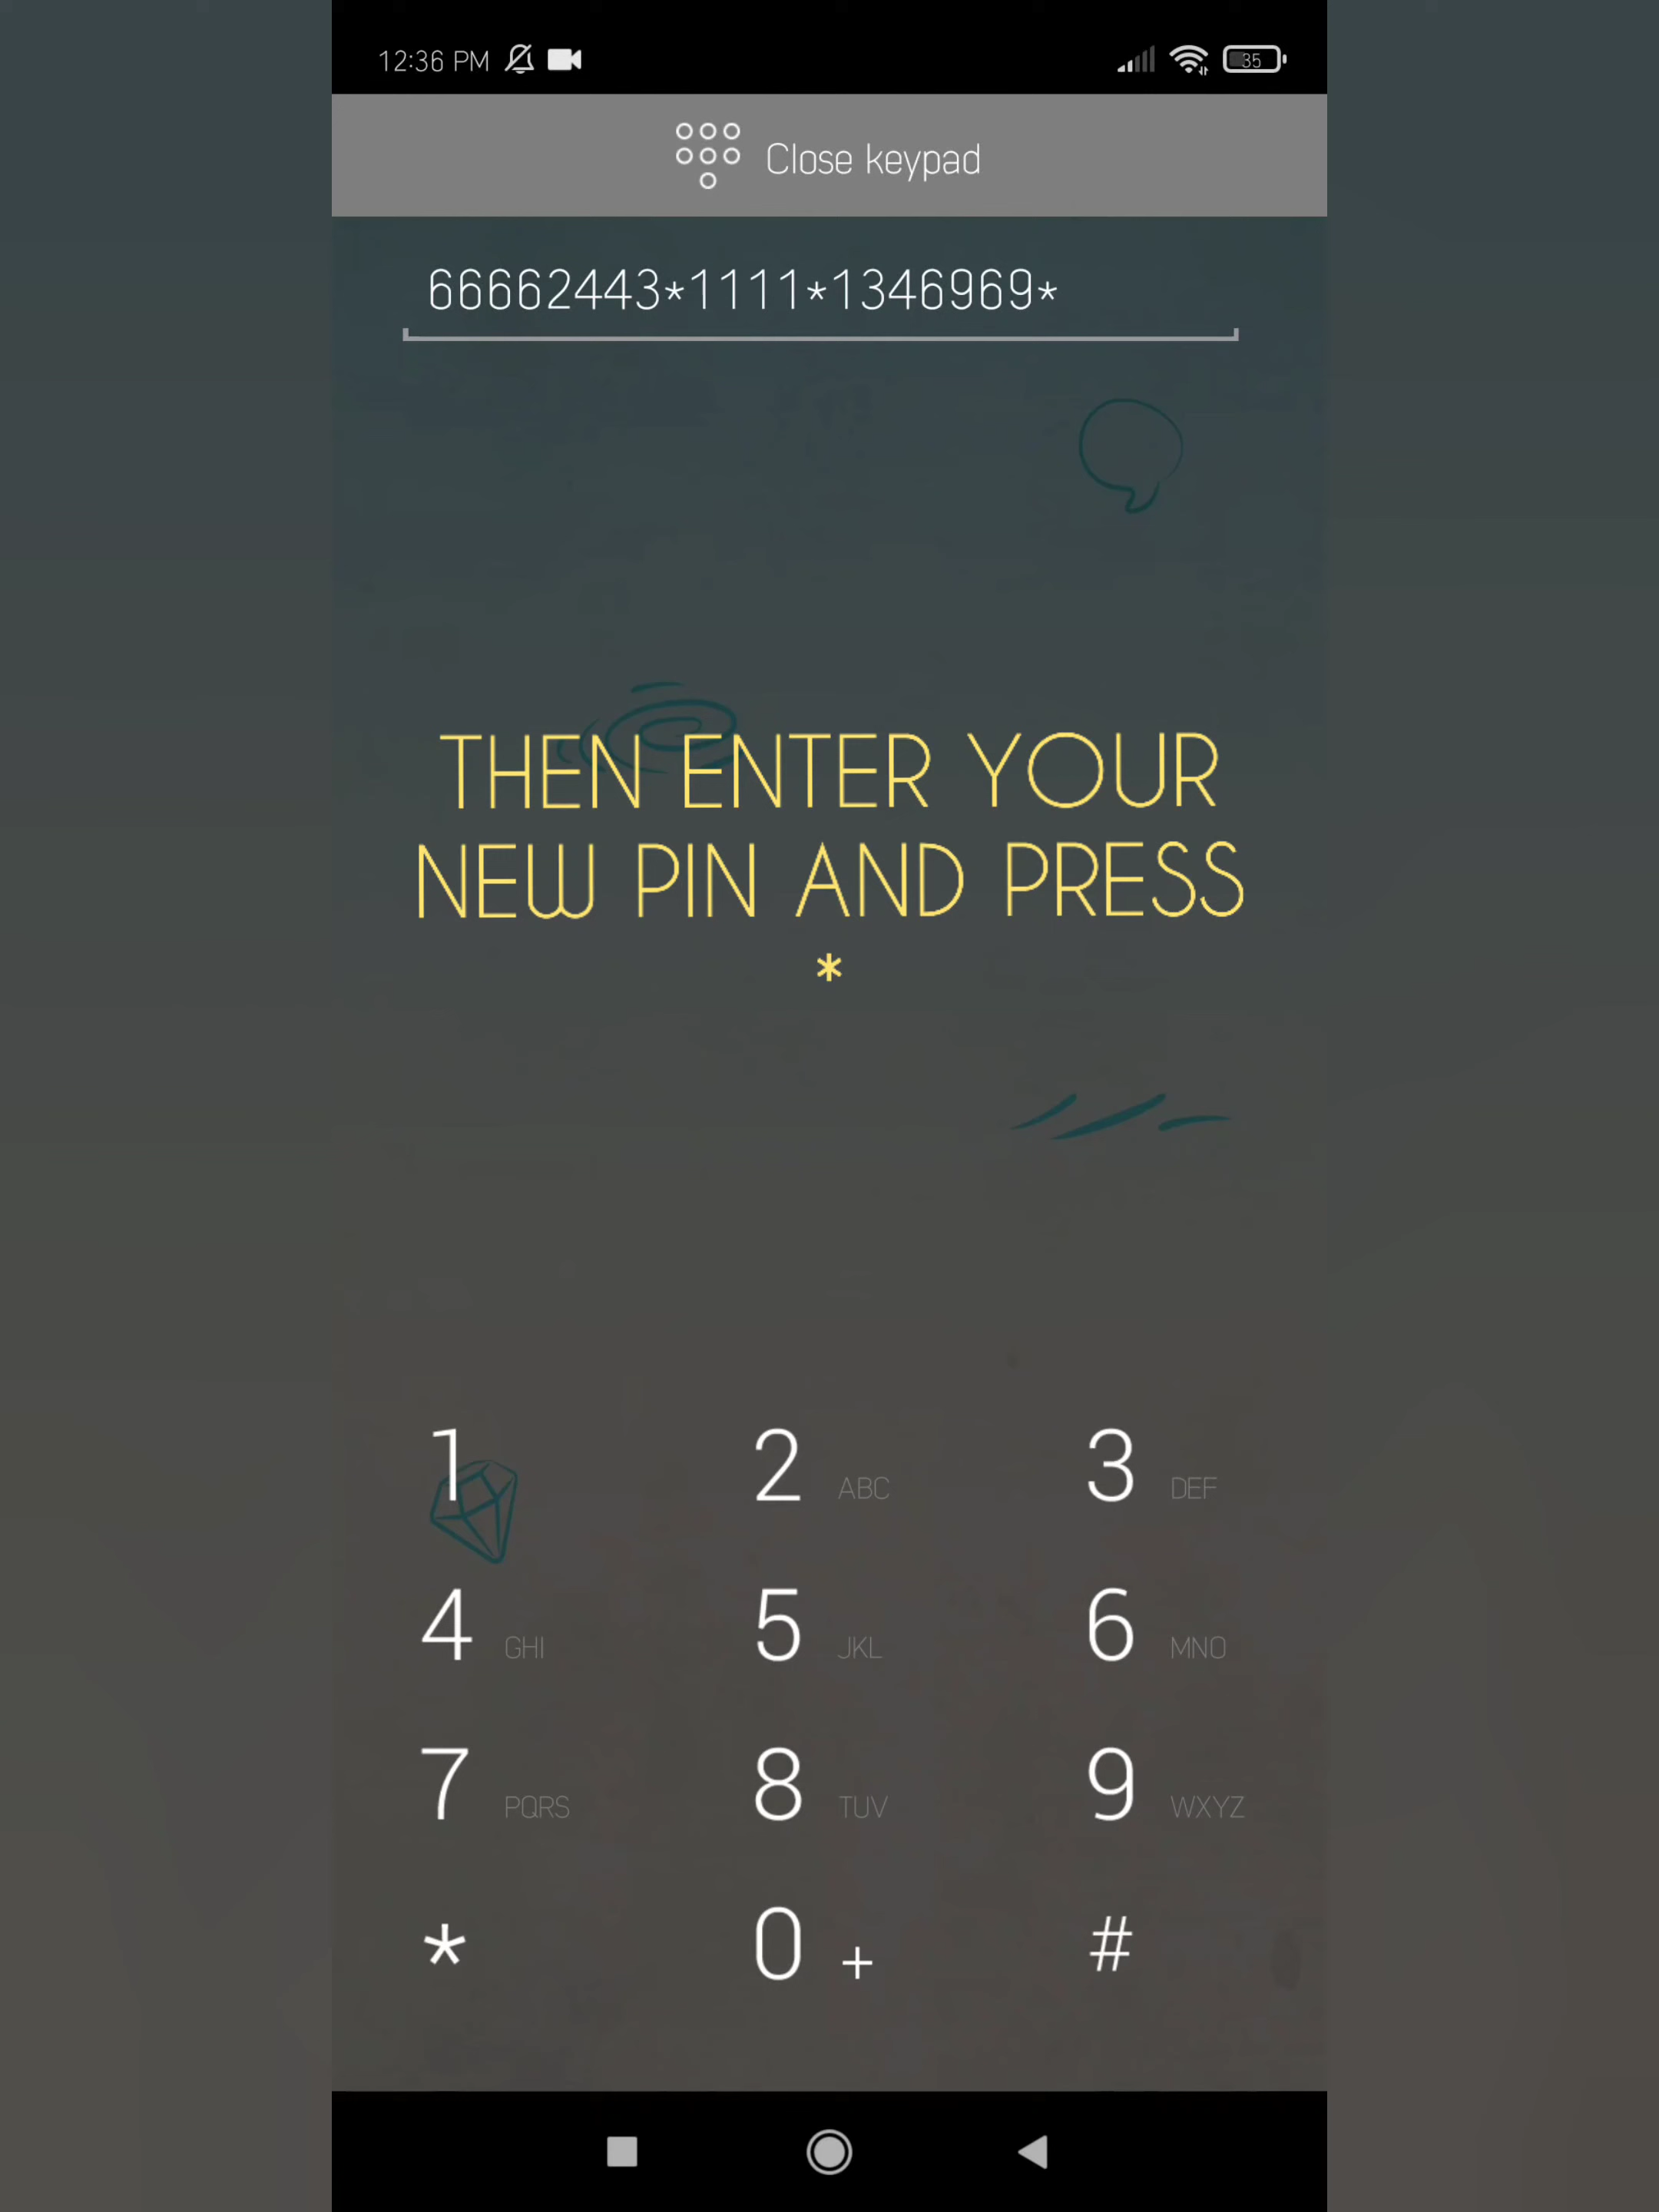 12:36 PM 35
Close keypad
66662443*1111*1346969*
THEN ENTER YOUR
NEW PIN AND PRESS
*
1 2 ABC 3 DEF
4 GHI 5 JKL 6 MNO
7 PQRS 8 TUV 9 WXYZ
* 0 + #